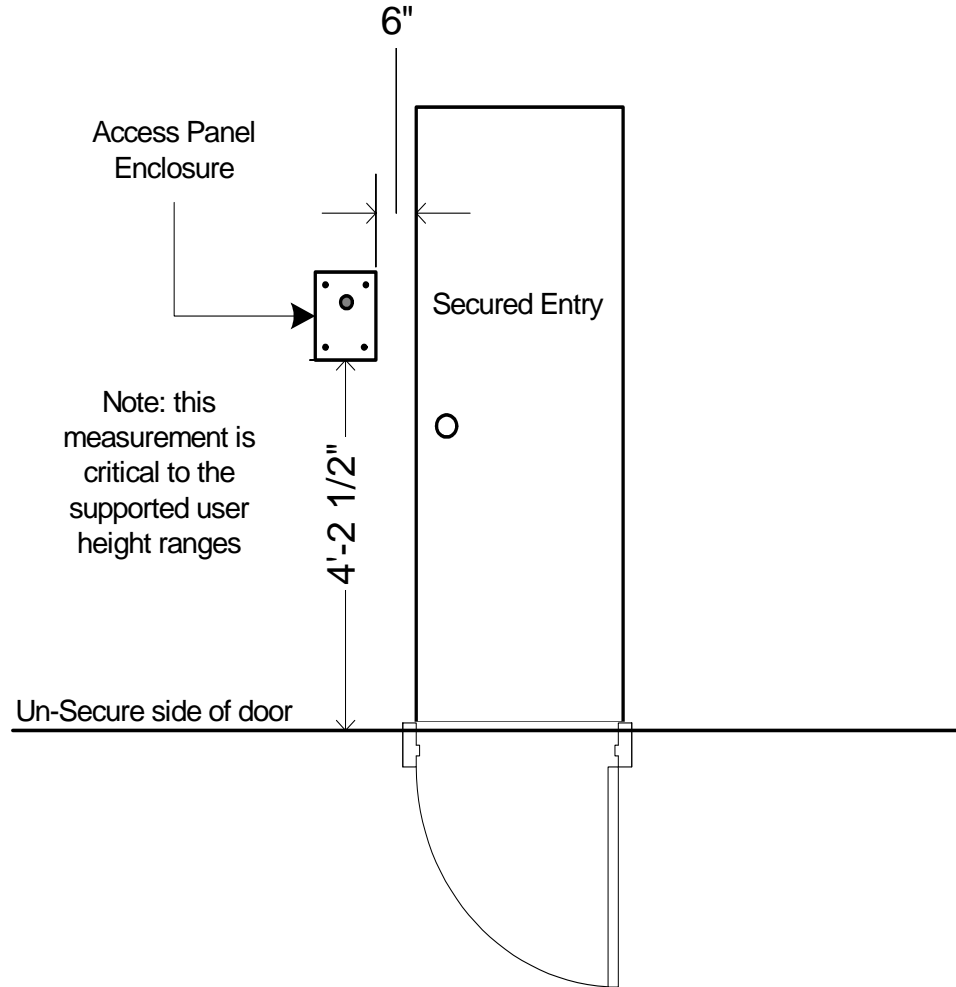 6"
Access Panel
Enclosure
Secured Entry
Note: this
measurement is
critical to the
supported user
height ranges
4'-2 1/2"
Un-Secure side of door